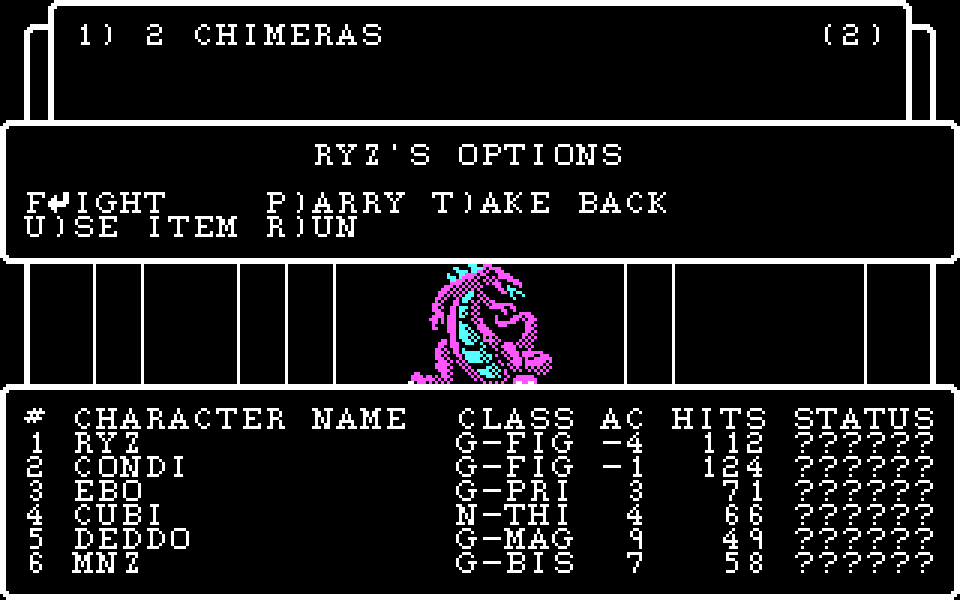 1) 2 CHIMERAS (2)
RYZ'S OPTIONS
F↵IGHT P)ARRY T)AKE BACK
U)SE ITEM R)UN
# CHARACTER NAME CLASS AC HITS STATUS
1 RYZ G-FIG -4 112 ??????
2 CONDI G-FIG -1 124 ??????
3 EBO G-PRI 3 71 ??????
4 CUBI N-THI 4 66 ??????
5 DEDDO G-MAG 9 49 ??????
6 MNZ G-BIS 7 58 ??????